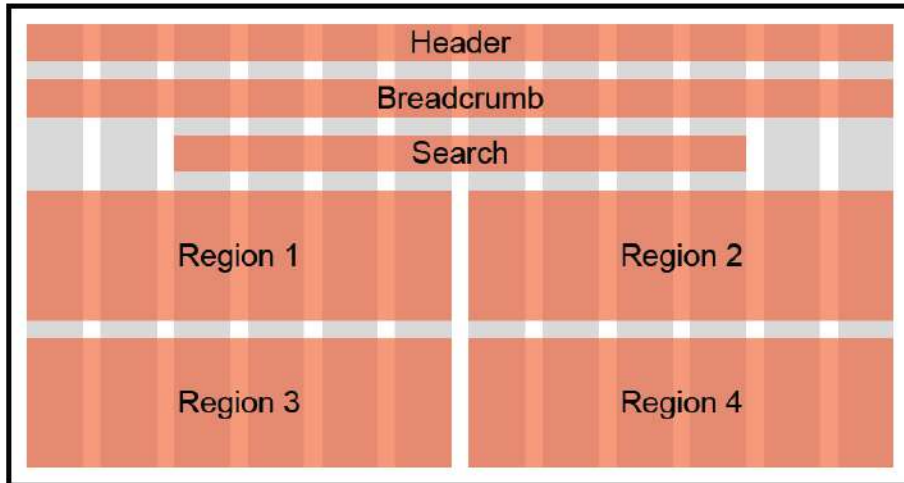 Header
Breadcrumb
Search
Region 1
Region 2
Region 3
Region 4